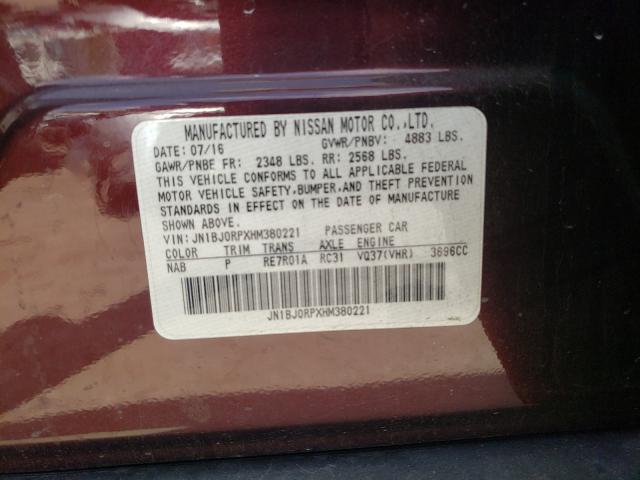 MANUFACTURED BY NISSAN MOTOR CO.,LTD.
DATE: 07/16 GVWR/PNBV: 4883 LBS.
GAWR/PNBE FR: 2348 LBS. RR: 2568 LBS.
THIS VEHICLE CONFORMS TO ALL APPLICABLE FEDERAL
MOTOR VEHICLE SAFETY,BUMPER,AND THEFT PREVENTION
STANDARDS IN EFFECT ON THE DATE OF MANUFACTURE
SHOWN ABOVE.
VIN: JN1BJ0RPXHM380221 PASSENGER CAR
COLOR TRIM TRANS AXLE ENGINE
NAB P RE7R01A RC31 VQ37(VHR) 3696CC
JN1BJ0RPXHM380221